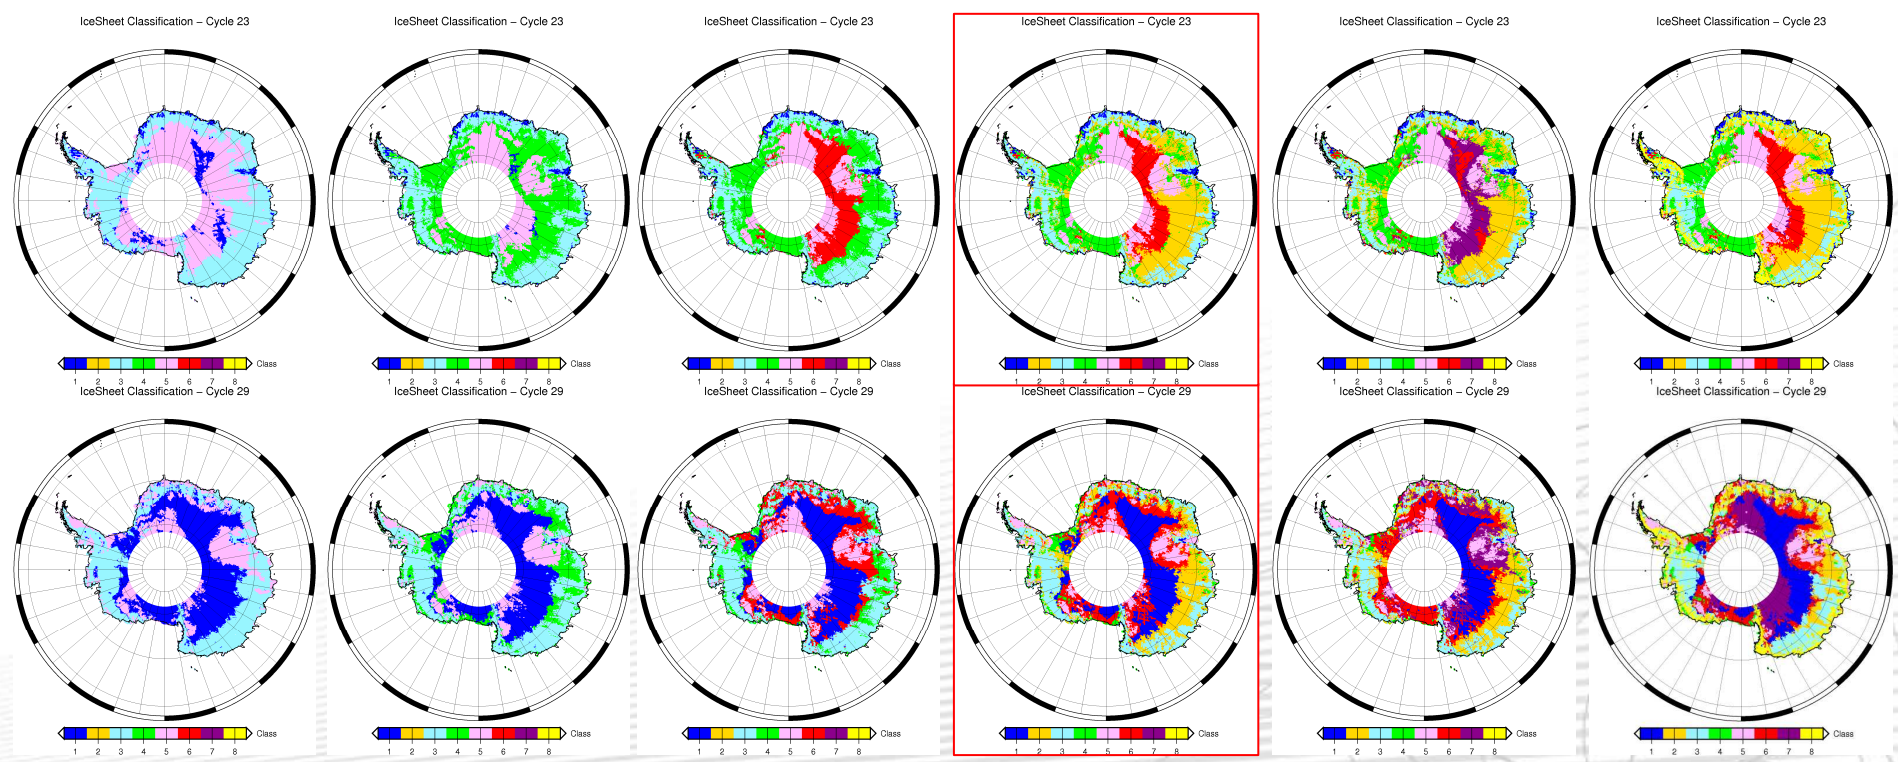 IceSheet Classification – Cycle 23
IceSheet Classification – Cycle 23
IceSheet Classification – Cycle 23
IceSheet Classification – Cycle 23
IceSheet Classification – Cycle 23
IceSheet Classification – Cycle 23
Class
1 2 3 4 5 6 7 8
Class
1 2 3 4 5 6 7 8
Class
1 2 3 4 5 6 7 8
Class
1 2 3 4 5 6 7 8
Class
1 2 3 4 5 6 7 8
Class
1 2 3 4 5 6 7 8
IceSheet Classification – Cycle 29
IceSheet Classification – Cycle 29
IceSheet Classification – Cycle 29
IceSheet Classification – Cycle 29
IceSheet Classification – Cycle 29
IceSheet Classification – Cycle 29
Class
1 2 3 4 5 6 7 8
Class
1 2 3 4 5 6 7 8
Class
1 2 3 4 5 6 7 8
Class
1 2 3 4 5 6 7 8
Class
1 2 3 4 5 6 7 8
Class
1 2 3 4 5 6 7 8